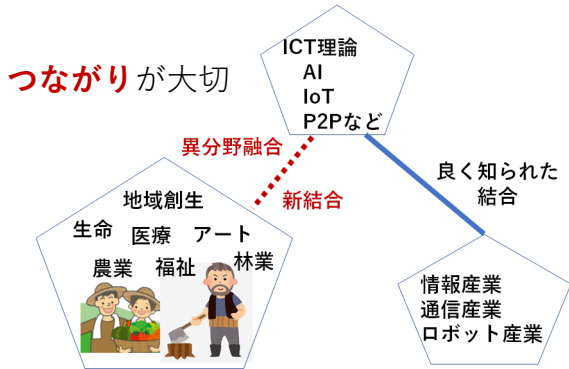 つながりが大切
ICT理論
AI
IoT
P2Pなど
異分野融合
新結合
良く知られた
結合
地域創生
生命 医療 アート
農業 福祉 林業
情報産業
通信産業
ロボット産業